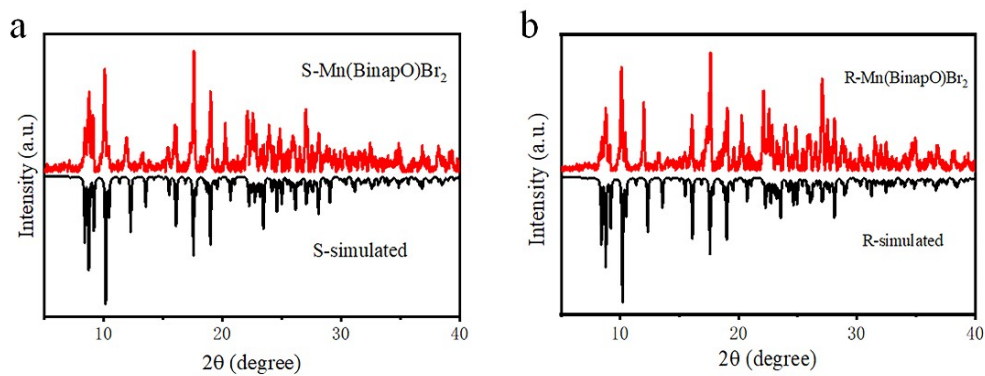 a
Intensity (a.u.)
S-Mn(BinapO)Br₂
S-simulated
10
20
30
40
2θ (degree)
b
Intensity (a.u.)
R-Mn(BinapO)Br₂
R-simulated
10
20
30
40
2θ (degree)